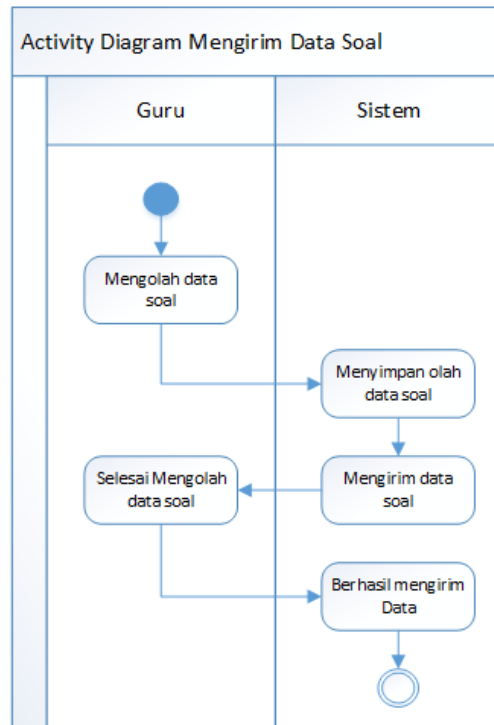 Activity Diagram Mengirim Data Soal
Guru
Sistem
Mengolah data
soal
Menyimpan olah
data soal
Mengirim data
soal
Selesai Mengolah
data soal
Berhasil mengirim
Data